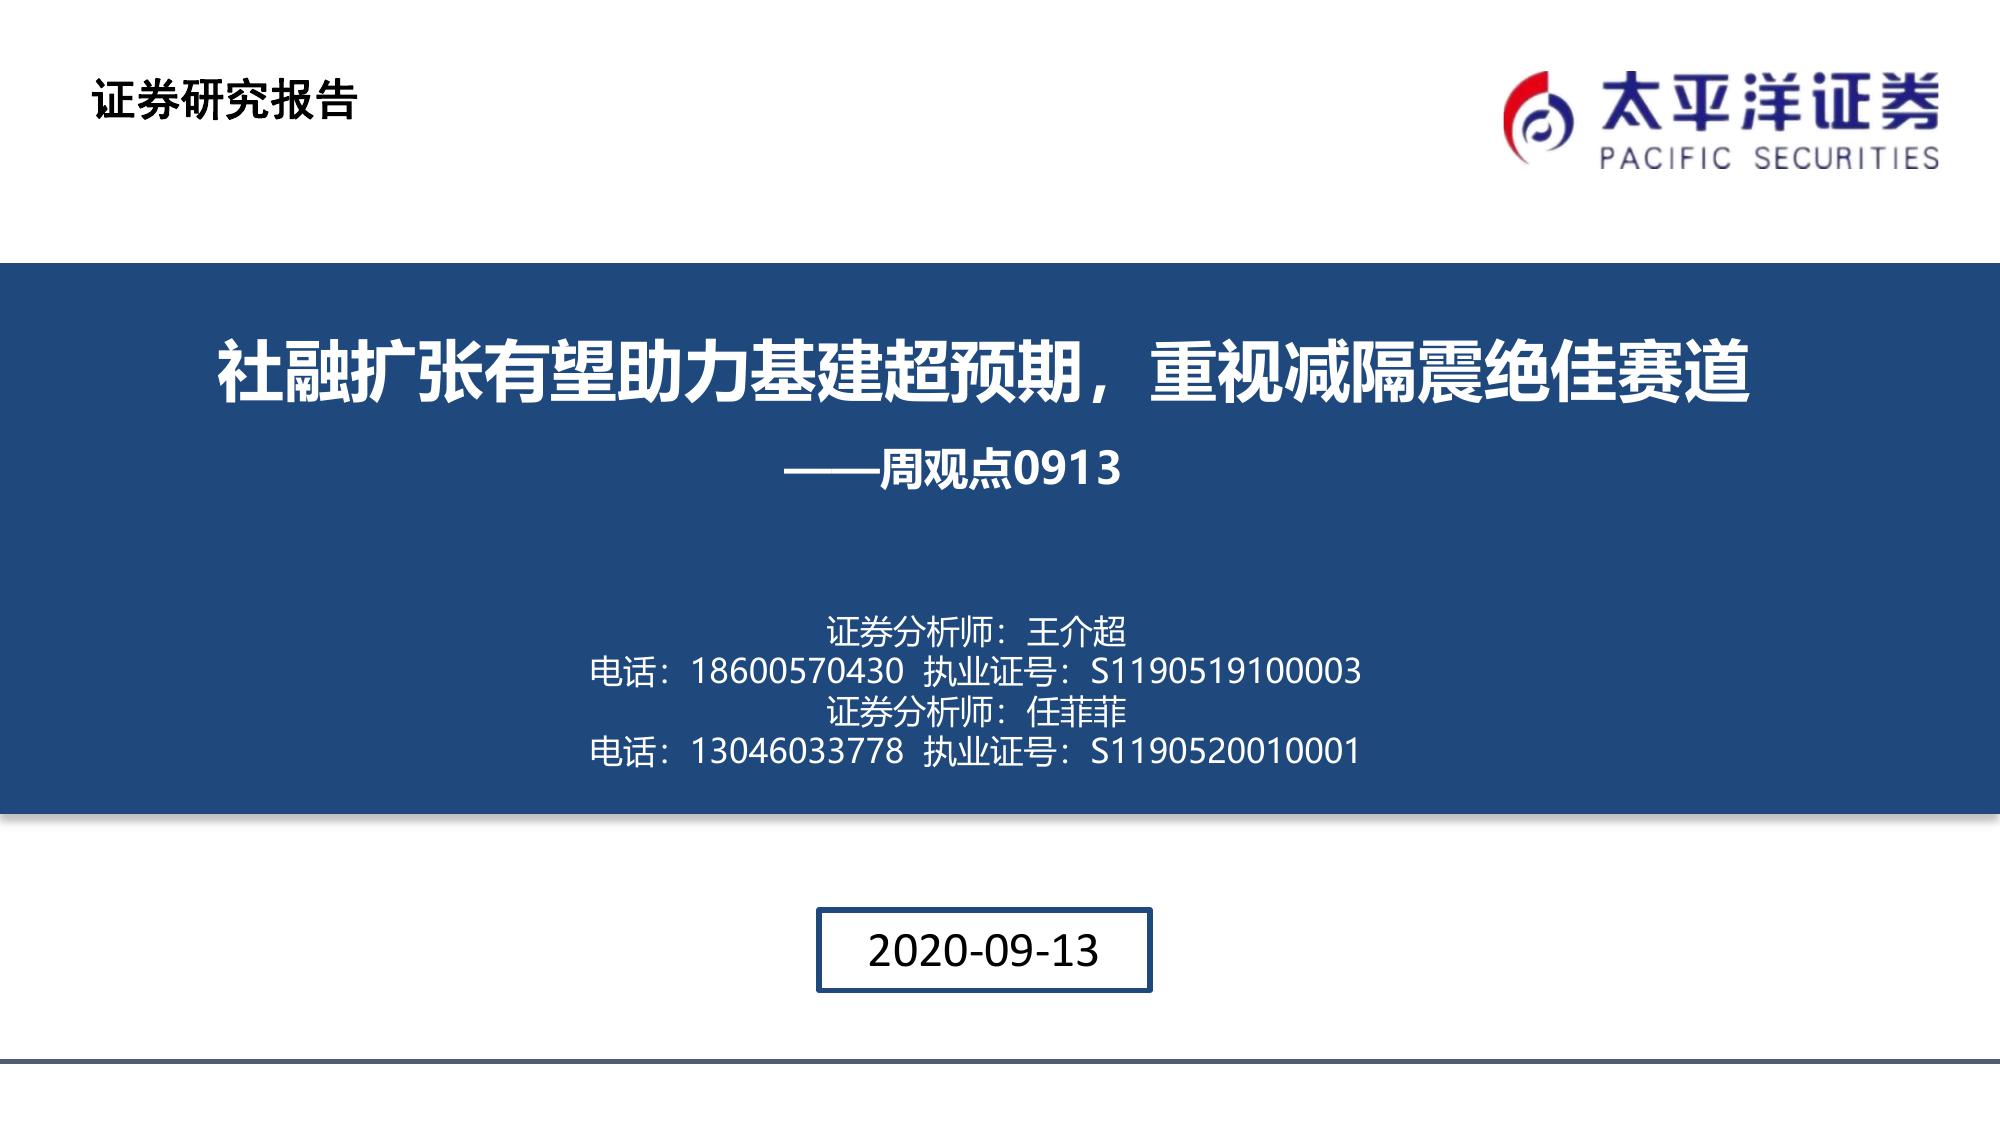 证券研究报告
太平洋证券
PACIFIC SECURITIES
社融扩张有望助力基建超预期，重视减隔震绝佳赛道
——周观点0913
证券分析师：王介超
电话：18600570430 执业证号：S1190519100003
证券分析师：任菲菲
电话：13046033778 执业证号：S1190520010001
2020-09-13